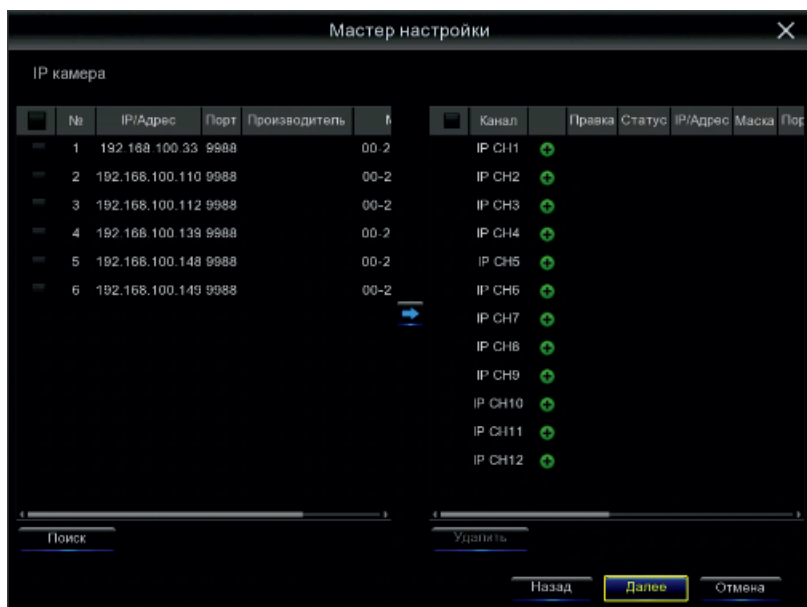 Мастер настройки
IP камера
№ IP/Адрес Порт Производитель
1 192.168.100.33 9988 00-2
2 192.168.100.110 9988 00-2
3 192.168.100.112 9988 00-2
4 192.168.100.139 9988 00-2
5 192.168.100.148 9988 00-2
6 192.168.100.149 9988 00-2
Канал Правка Статус IP/Адрес Маска Пор
IP CH1
IP CH2
IP CH3
IP CH4
IP CH5
IP CH6
IP CH7
IP CH8
IP CH9
IP CH10
IP CH11
IP CH12
Поиск
Удалить
Назад Далее Отмена